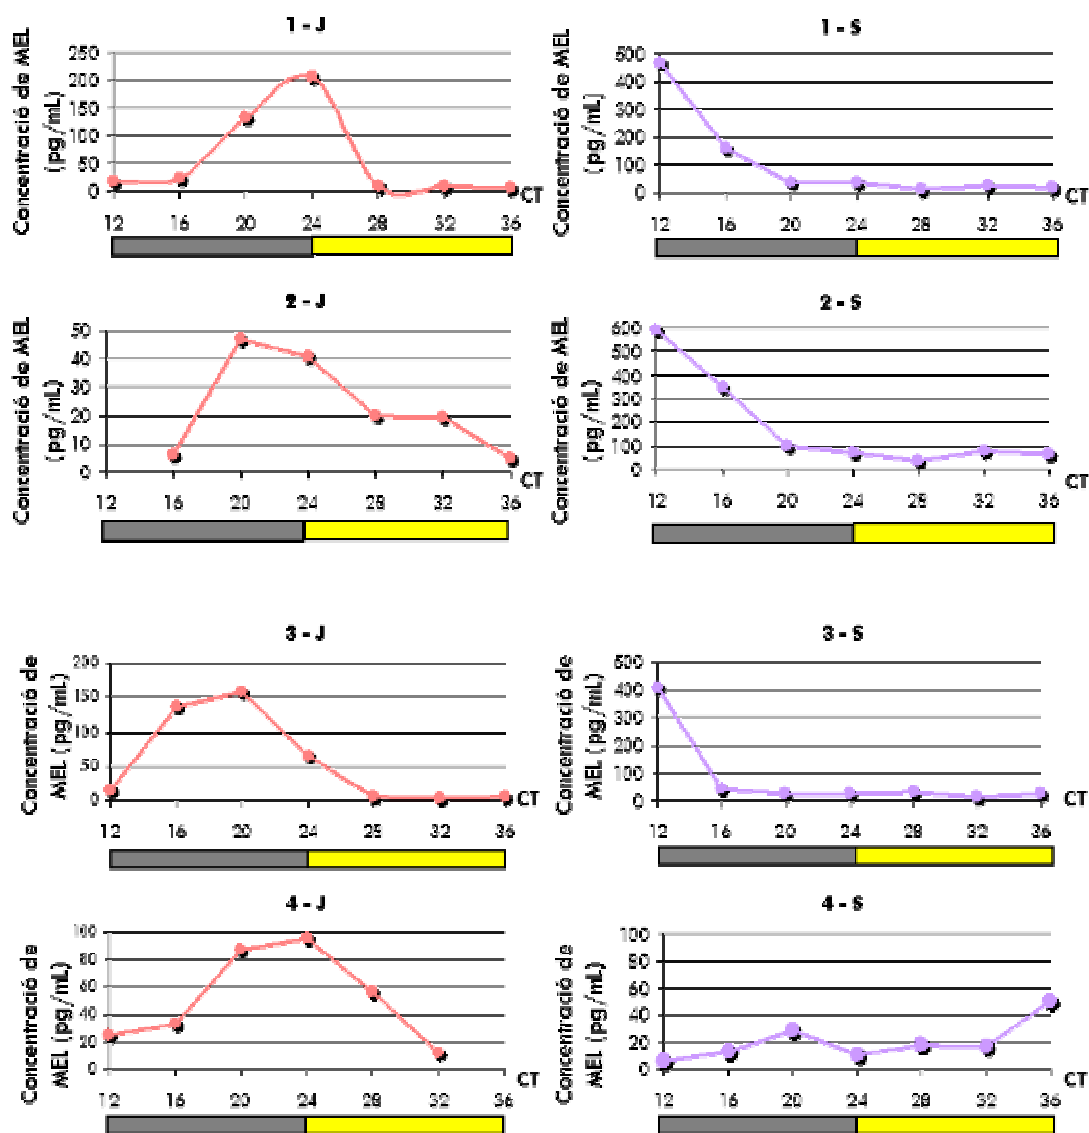 1 - J
Concentració de MEL
(pg/mL)
250
200
150
100
50
0
12 16 20 24 28 32 36
CT
1 - S
Concentració de MEL
(pg/mL)
500
400
300
200
100
0
12 16 20 24 28 32 36
CT
2 - J
Concentració de MEL
(pg/mL)
50
40
30
20
10
0
12 16 20 24 28 32 36
CT
2 - S
Concentració de MEL
(pg/mL)
600
500
400
300
200
100
0
12 16 20 24 28 32 36
CT
3 - J
Concentració de
MEL (pg/mL)
200
150
100
50
0
12 16 20 24 28 32 36
CT
3 - S
Concentració de
MEL (pg/mL)
500
400
300
200
100
0
12 16 20 24 28 32 36
CT
4 - J
Concentració de
MEL (pg/mL)
100
80
60
40
20
0
12 16 20 24 28 32 36
CT
4 - S
Concentració de
MEL (pg/mL)
100
80
60
40
20
0
12 16 20 24 28 32 36
CT